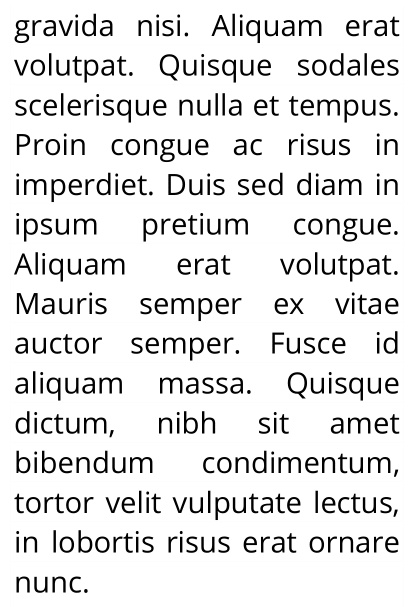 gravida nisi. Aliquam erat
volutpat. Quisque sodales
scelerisque nulla et tempus.
Proin congue ac risus in
imperdiet. Duis sed diam in
ipsum pretium congue.
Aliquam erat volutpat.
Mauris semper ex vitae
auctor semper. Fusce id
aliquam massa. Quisque
dictum, nibh sit amet
bibendum condimentum,
tortor velit vulputate lectus,
in lobortis risus erat ornare
nunc.